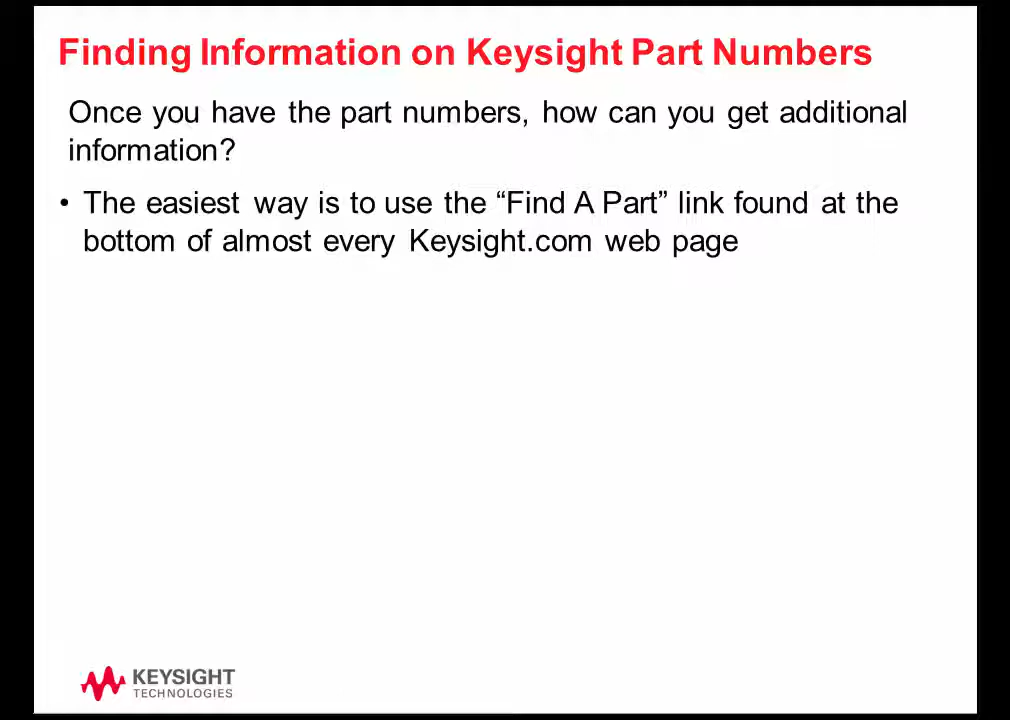 Finding Information on Keysight Part Numbers
Once you have the part numbers, how can you get additional
information?
• The easiest way is to use the “Find A Part” link found at the
bottom of almost every Keysight.com web page
KEYSIGHT
TECHNOLOGIES